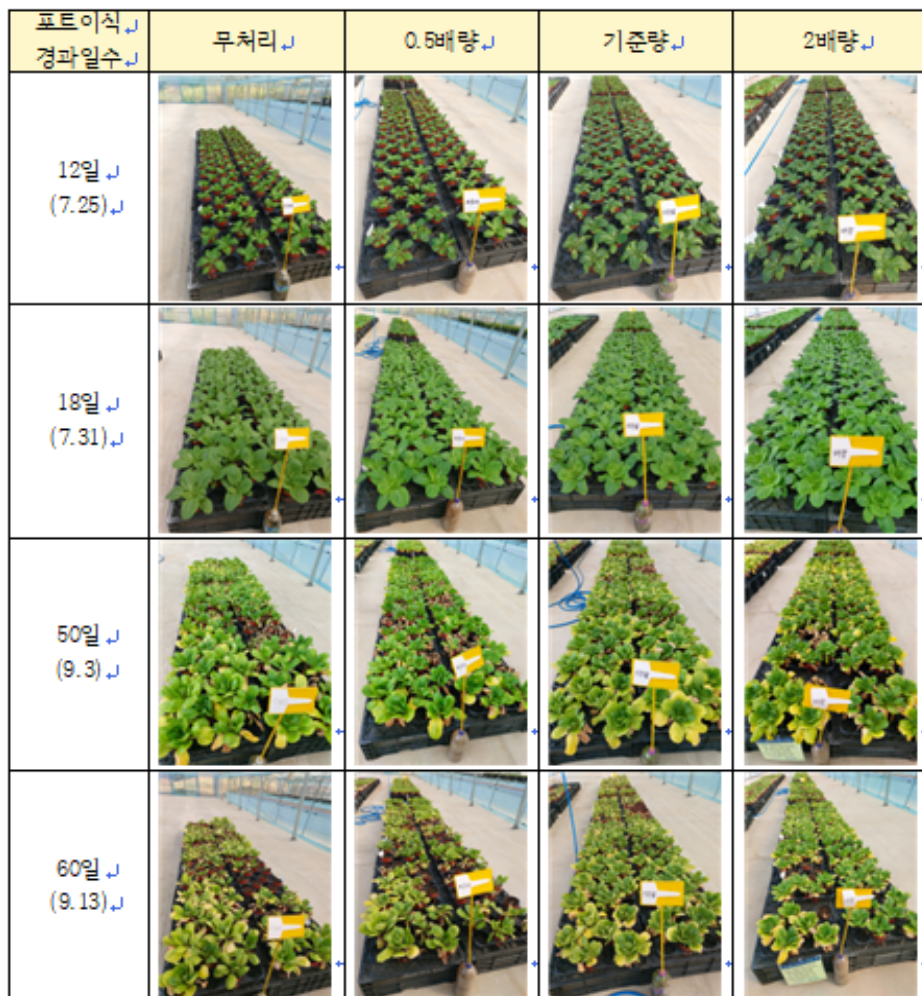 포트이식
경과일수
무처리
0.5배량
기준량
2배량
12일
(7.25)
18일
(7.31)
50일
(9.3)
60일
(9.13)